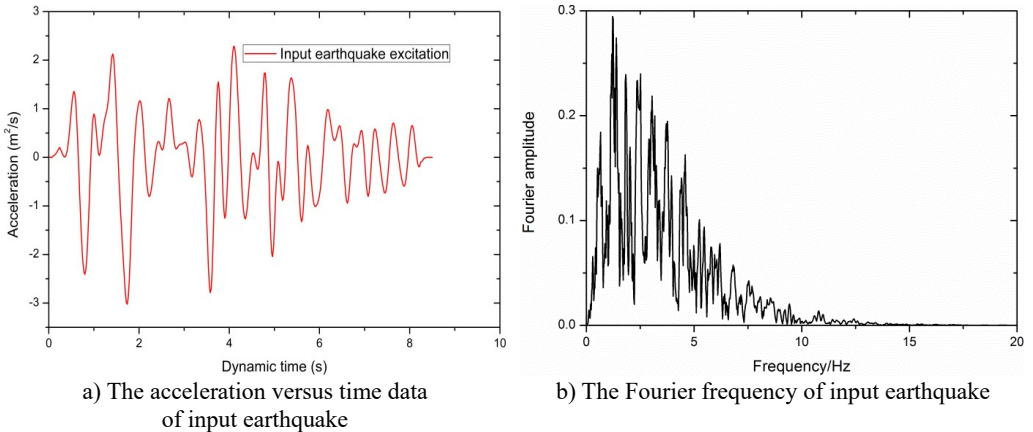 3
2
1
0
-1
-2
-3
Acceleration (m²/s)
Input earthquake excitation
0 2 4 6 8 10
Dynamic time (s)
a) The acceleration versus time data
of input earthquake
0.3
0.2
0.1
0.0
Fourier amplitude
0 5 10 15 20
Frequency/Hz
b) The Fourier frequency of input earthquake